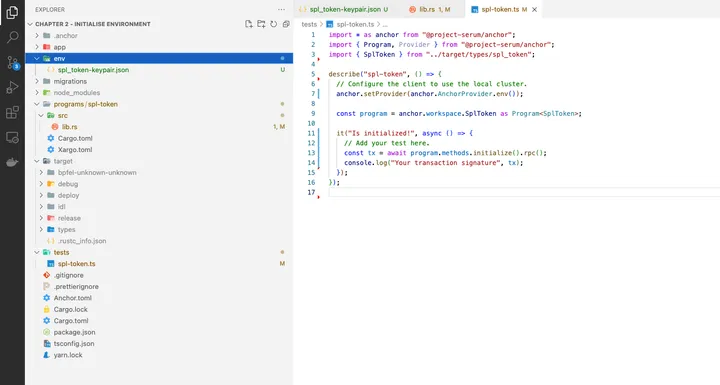 EXPLORER
CHAPTER 2 - INITIALISE ENVIRONMENT
.anchor
app
env
spl_token-keypair.json U
migrations
node_modules
programs/spl-token
src
lib.rs 1, M
Cargo.toml
Xargo.toml
target
bpfel-unknown-unknown
debug
deploy
idl
release
types
.rustc_info.json
tests
spl-token.ts M
.gitignore
.prettierignore
Anchor.toml
Cargo.lock
Cargo.toml
package.json
tsconfig.json
yarn.lock
3
spl_token-keypair.json U
lib.rs 1, M
spl-token.ts M
tests > spl-token.ts > ...
1 import * as anchor from "@project-serum/anchor";
2 import { Program, Provider } from "@project-serum/anchor";
3 import { SplToken } from "../target/types/spl_token";
4
5 describe("spl-token", () => {
6 // Configure the client to use the local cluster.
7 anchor.setProvider(anchor.AnchorProvider.env());
8
9 const program = anchor.workspace.SplToken as Program<SplToken>;
10
11 it("Is initialized!", async () => {
12 // Add your test here.
13 const tx = await program.methods.initialize().rpc();
14 console.log("Your transaction signature", tx);
15 });
16 });
17